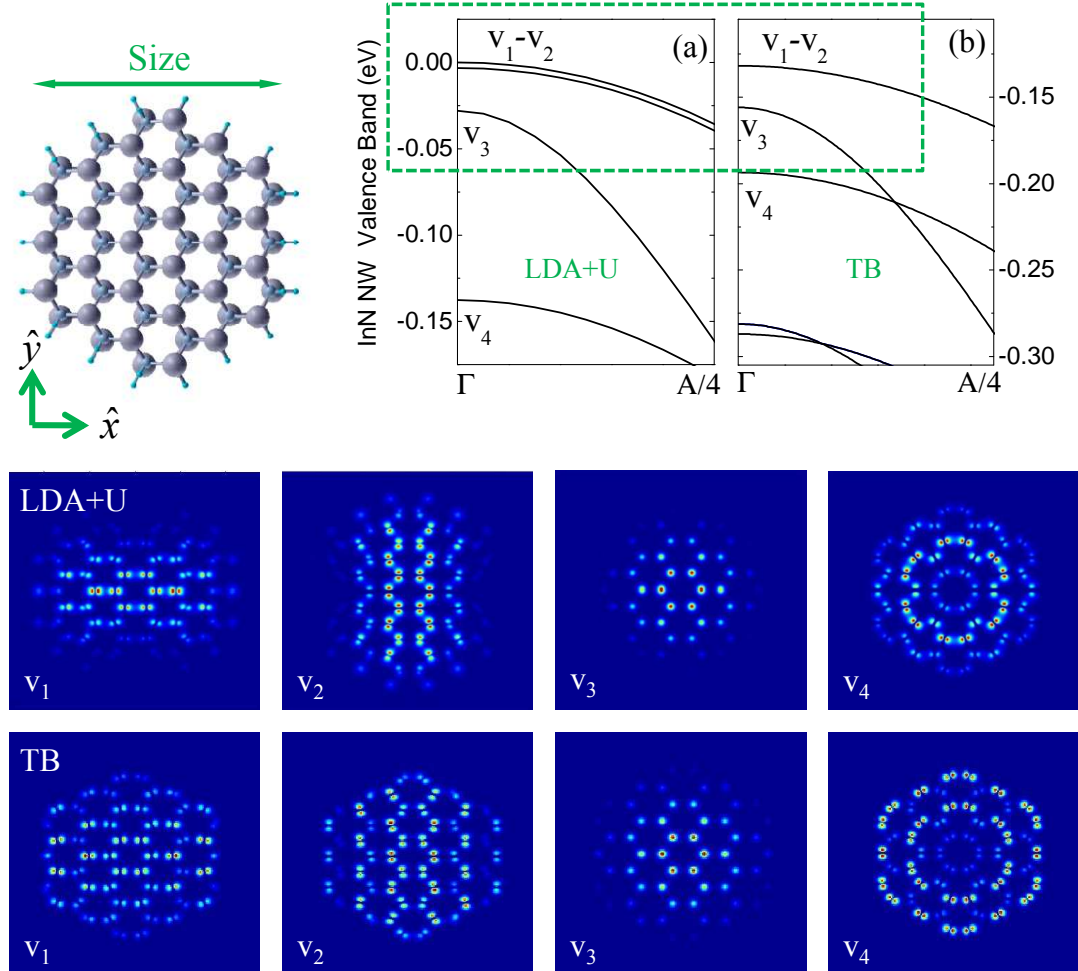 Size
ŷ
x̂
InN NW Valence Band (eV)
0.00
-0.05
-0.10
-0.15
(a)
v₁-v₂
v₃
v₄
LDA+U
Γ
A/4
(b)
v₁-v₂
v₃
v₄
TB
-0.15
-0.20
-0.25
-0.30
Γ
A/4
LDA+U
v₁
v₂
v₃
v₄
TB
v₁
v₂
v₃
v₄